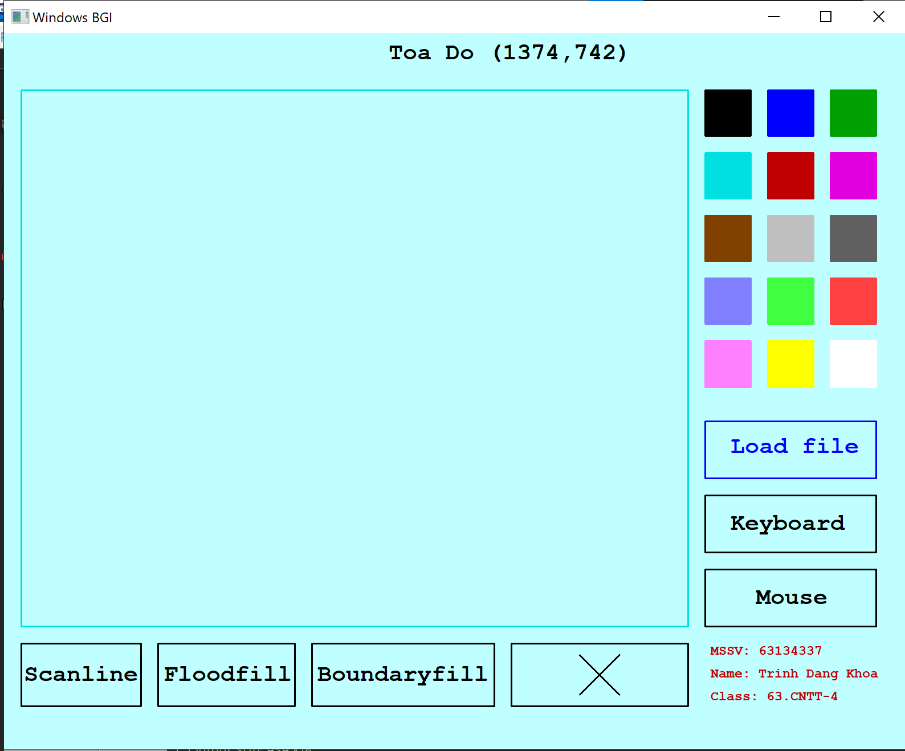 Windows BGI
Toa Do (1374,742)
Load file
Keyboard
Mouse
Scanline
Floodfill
Boundaryfill
MSSV: 63134337
Name: Trinh Dang Khoa
Class: 63.CNTT-4